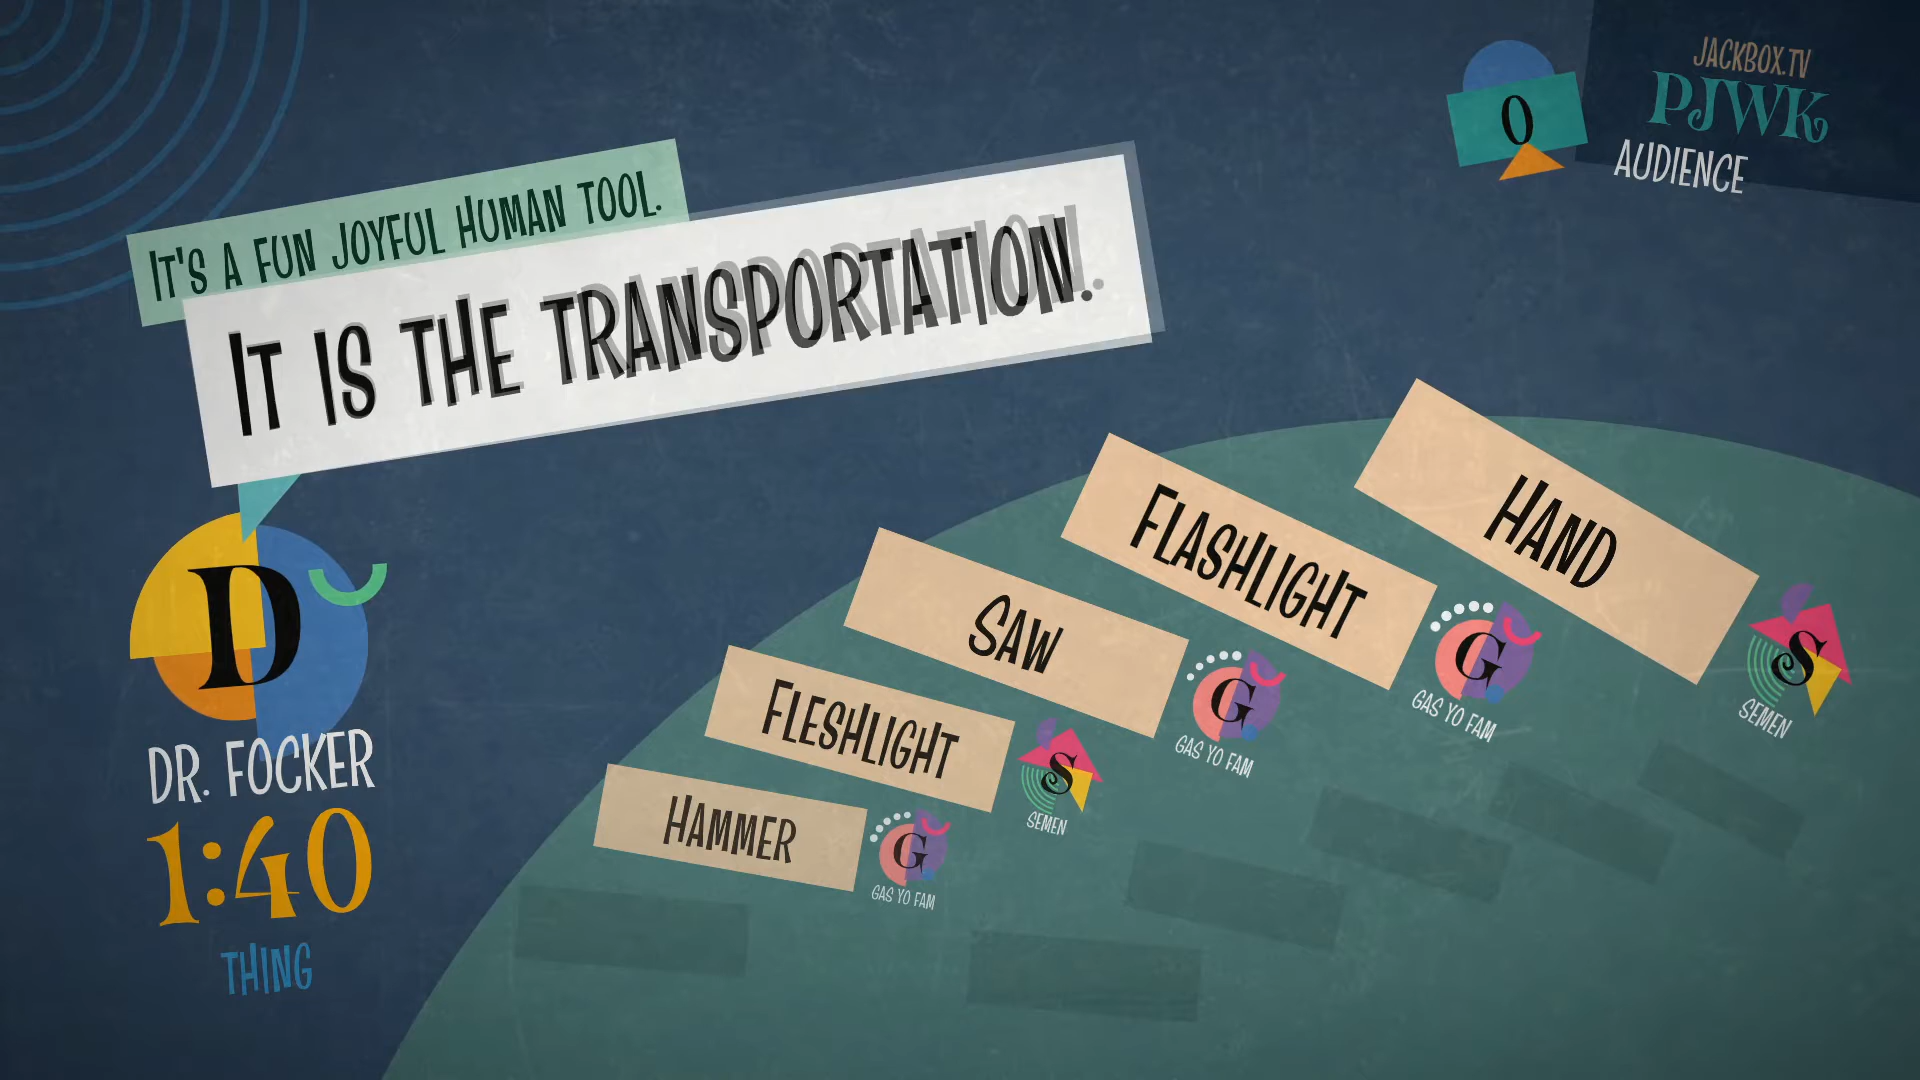 JACKBOX.TV
PJWK
0
AUDIENCE
IT'S A FUN JOYFUL HUMAN TOOL.
IT IS THE TRANSPORTATION.
HAND
S
SEMEN
FLASHLIGHT
G
GAS YO FAM
SAW
G
GAS YO FAM
FLESHLIGHT
S
SEMEN
HAMMER
G
GAS YO FAM
D
DR. FOCKER
1:40
THING